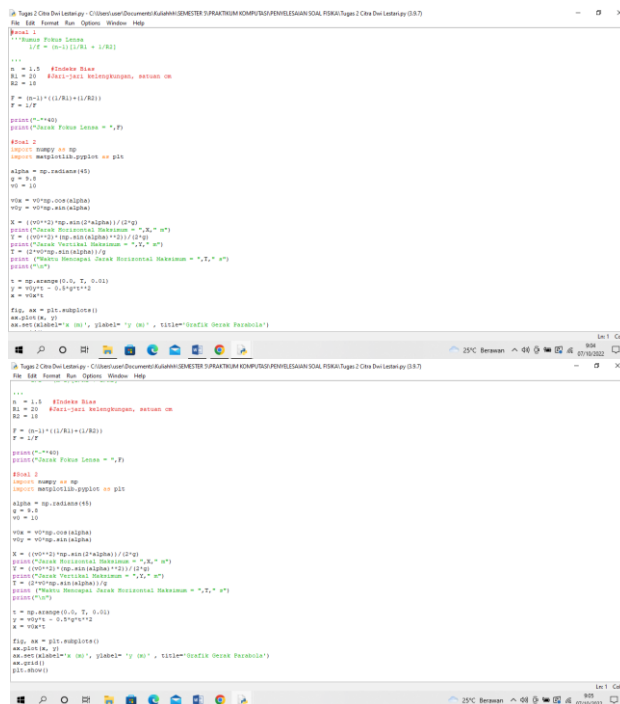 Tugas 2 Citra Dwi Lestari.py - C:\Users\user\Documents\Kuliahhh\SEMESTER 5\PRAKTIKUM KOMPUTASI\PENYELESAIAN SOAL FISIKA\Tugas 2 Citra Dwi Lestari.py (3.9.7)
File Edit Format Run Options Window Help
#soal 1
'''Rumus Fokus Lensa
1/f = (n-1)[1/R1 + 1/R2]
'''
n = 1.5 #Indeks Bias
R1 = 20 #Jari-jari kelengkungan, satuan cm
R2 = 18
F = (n-1)*((1/R1)+(1/R2))
F = 1/F
print("-"*40)
print("Jarak Fokus Lensa = ",F)
#Soal 2
import numpy as np
import matplotlib.pyplot as plt
alpha = np.radians(45)
g = 9.8
v0 = 10
v0x = v0*np.cos(alpha)
v0y = v0*np.sin(alpha)
X = ((v0**2)*np.sin(2*alpha))/(2*g)
print("Jarak Horizontal Maksimum = ",X," m")
Y = ((v0**2)*(np.sin(alpha)**2))/(2*g)
print("Jarak Vertikal Maksimum = ",Y," m")
T = (2*v0*np.sin(alpha))/g
print ("Waktu Mencapai Jarak Horizontal Maksimum = ",T," s")
print("\n")
t = np.arange(0.0, T, 0.01)
y = v0y*t - 0.5*g*t**2
x = v0x*t
fig, ax = plt.subplots()
ax.plot(x, y)
ax.set(xlabel='x (m)', ylabel= 'y (m)' , title='Grafik Gerak Parabola')
Ln: 1 Co
25°C Berawan
9:04
07/10/2022
Tugas 2 Citra Dwi Lestari.py - C:\Users\user\Documents\Kuliahhh\SEMESTER 5\PRAKTIKUM KOMPUTASI\PENYELESAIAN SOAL FISIKA\Tugas 2 Citra Dwi Lestari.py (3.9.7)
File Edit Format Run Options Window Help
'''
n = 1.5 #Indeks Bias
R1 = 20 #Jari-jari kelengkungan, satuan cm
R2 = 18
F = (n-1)*((1/R1)+(1/R2))
F = 1/F
print("-"*40)
print("Jarak Fokus Lensa = ",F)
#Soal 2
import numpy as np
import matplotlib.pyplot as plt
alpha = np.radians(45)
g = 9.8
v0 = 10
v0x = v0*np.cos(alpha)
v0y = v0*np.sin(alpha)
X = ((v0**2)*np.sin(2*alpha))/(2*g)
print("Jarak Horizontal Maksimum = ",X," m")
Y = ((v0**2)*(np.sin(alpha)**2))/(2*g)
print("Jarak Vertikal Maksimum = ",Y," m")
T = (2*v0*np.sin(alpha))/g
print ("Waktu Mencapai Jarak Horizontal Maksimum = ",T," s")
print("\n")
t = np.arange(0.0, T, 0.01)
y = v0y*t - 0.5*g*t**2
x = v0x*t
fig, ax = plt.subplots()
ax.plot(x, y)
ax.set(xlabel='x (m)', ylabel= 'y (m)' , title='Grafik Gerak Parabola')
ax.grid()
plt.show()
Ln: 1 Col
25°C Berawan
9:05
07/10/2022